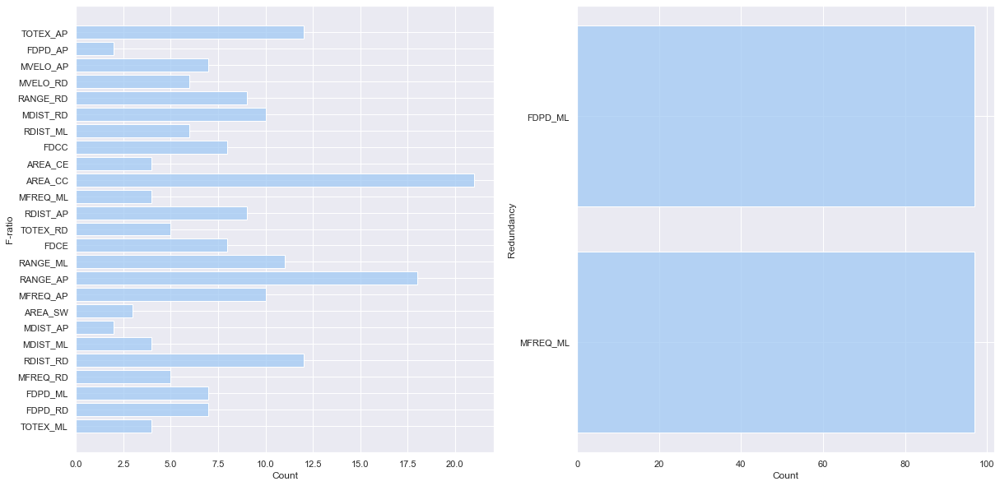 F-ratio
TOTEX_AP
FDPD_AP
MVELO_AP
MVELO_RD
RANGE_RD
MDIST_RD
RDIST_ML
FDCC
AREA_CE
AREA_CC
MFREQ_ML
RDIST_AP
TOTEX_RD
FDCE
RANGE_ML
RANGE_AP
MFREQ_AP
AREA_SW
MDIST_AP
MDIST_ML
RDIST_RD
MFREQ_RD
FDPD_ML
FDPD_RD
TOTEX_ML
0.0 2.5 5.0 7.5 10.0 12.5 15.0 17.5 20.0
Count
Redundancy
FDPD_ML
MFREQ_ML
0 20 40 60 80 100
Count